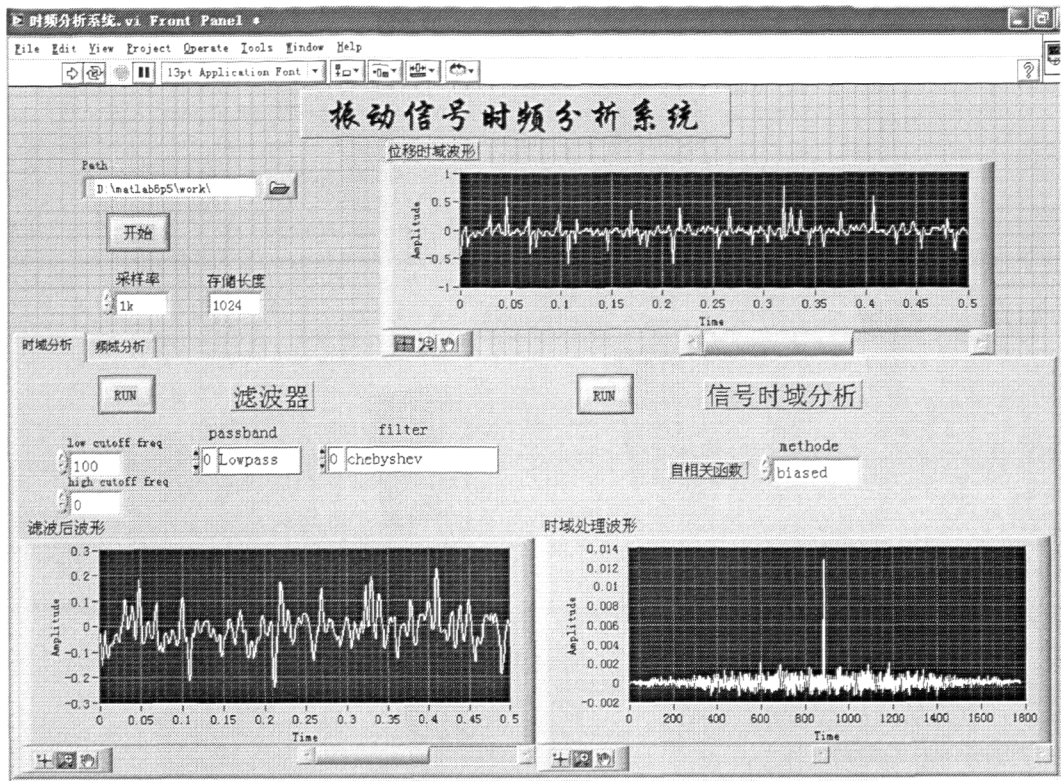 时频分析系统.vi Front Panel *
File Edit View Project Operate Tools Window Help
13pt Application Font
振动信号时频分析系统
Path
D:\matlab6p5\work\
开始
采样率
存储长度
1k
1024
位移时域波形
Amplitude
1
0.5
0
-0.5
-1
0 0.05 0.1 0.15 0.2 0.25 0.3 0.35 0.4 0.45 0.5
Time
时域分析 频域分析
RUN
滤波器
low cutoff freq
100
high cutoff freq
0
passband
0 Lowpass
filter
0 chebyshev
RUN
信号时域分析
methode
自相关函数
biased
滤波后波形
Amplitude
0.3
0.2
0.1
0
-0.1
-0.2
-0.3
0 0.05 0.1 0.15 0.2 0.25 0.3 0.35 0.4 0.45 0.5
Time
时域处理波形
Amplitude
0.014
0.012
0.01
0.008
0.006
0.004
0.002
0
-0.002
0 200 400 600 800 1000 1200 1400 1600 1800
Time